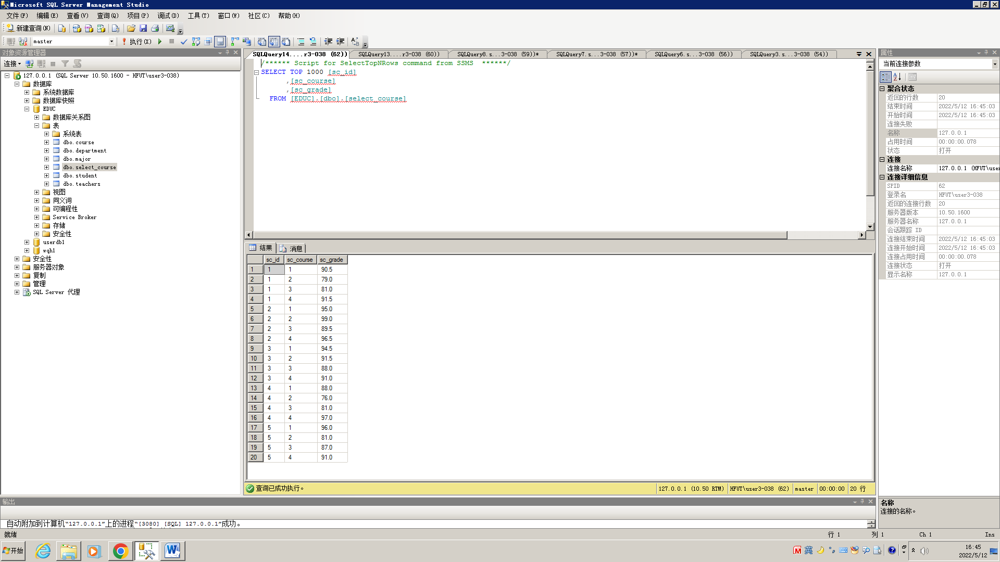 Microsoft SQL Server Management Studio
文件(F) 编辑(E) 查看(V) 查询(Q) 项目(P) 调试(D) 工具(T) 窗口(W) 社区(C) 帮助(H)
新建查询(N)
master 执行(X)
对象资源管理器
连接
127.0.0.1 (SQL Server 10.50.1600 - HFUT\user3-038)
数据库
系统数据库
数据库快照
EDUC
数据库关系图
表
系统表
dbo.course
dbo.department
dbo.major
dbo.select_course
dbo.student
dbo.teachers
视图
同义词
可编程性
Service Broker
存储
安全性
userdb1
wqh1
安全性
服务器对象
复制
管理
SQL Server 代理
SQLQuery14....r3-038 (62)) SQLQuery13....r3-038 (60)) SQLQuery8.s...3-038 (59))* SQLQuery7.s...3-038 (57))* SQLQuery6.s...3-038 (56)) SQLQuery3.s...3-038 (54))
/****** Script for SelectTopNRows command from SSMS  ******/
SELECT TOP 1000 [sc_id]
,[sc_course]
,[sc_grade]
FROM [EDUC].[dbo].[select_course]
结果 消息
sc_id sc_course sc_grade
1 1 1 90.5
2 1 2 79.0
3 1 3 81.0
4 1 4 91.5
5 2 1 95.0
6 2 2 99.0
7 2 3 89.5
8 2 4 96.5
9 3 1 94.5
10 3 2 91.5
11 3 3 88.0
12 3 4 91.0
13 4 1 88.0
14 4 2 76.0
15 4 3 81.0
16 4 4 97.0
17 5 1 96.0
18 5 2 81.0
19 5 3 87.0
20 5 4 91.0
查询已成功执行。 127.0.0.1 (10.50 RTM) HFUT\user3-038 (62) master 00:00:00 20 行
属性
当前连接参数
聚合状态
返回的行数 20
结束时间 2022/5/12 16:45:03
开始时间 2022/5/12 16:45:03
连接失败
名称 127.0.0.1
占用时间 00:00:00.078
状态 打开
连接
连接名称 127.0.0.1 (HFUT\user
连接详细信息
SPID 62
登录名 HFUT\user3-038
返回的连接行数 20
服务器版本 10.50.1600
服务器名称 127.0.0.1
会话跟踪 ID
连接结束时间 2022/5/12 16:45:03
连接开始时间 2022/5/12 16:45:03
连接占用时间 00:00:00.078
连接状态 打开
显示名称 127.0.0.1
名称
连接的名称。
输出
自动附加到计算机“127.0.0.1”上的进程“[3080] [SQL] 127.0.0.1”成功。
就绪 行 1 列 1 Ch 1 Ins
开始
英
16:45
2022/5/12